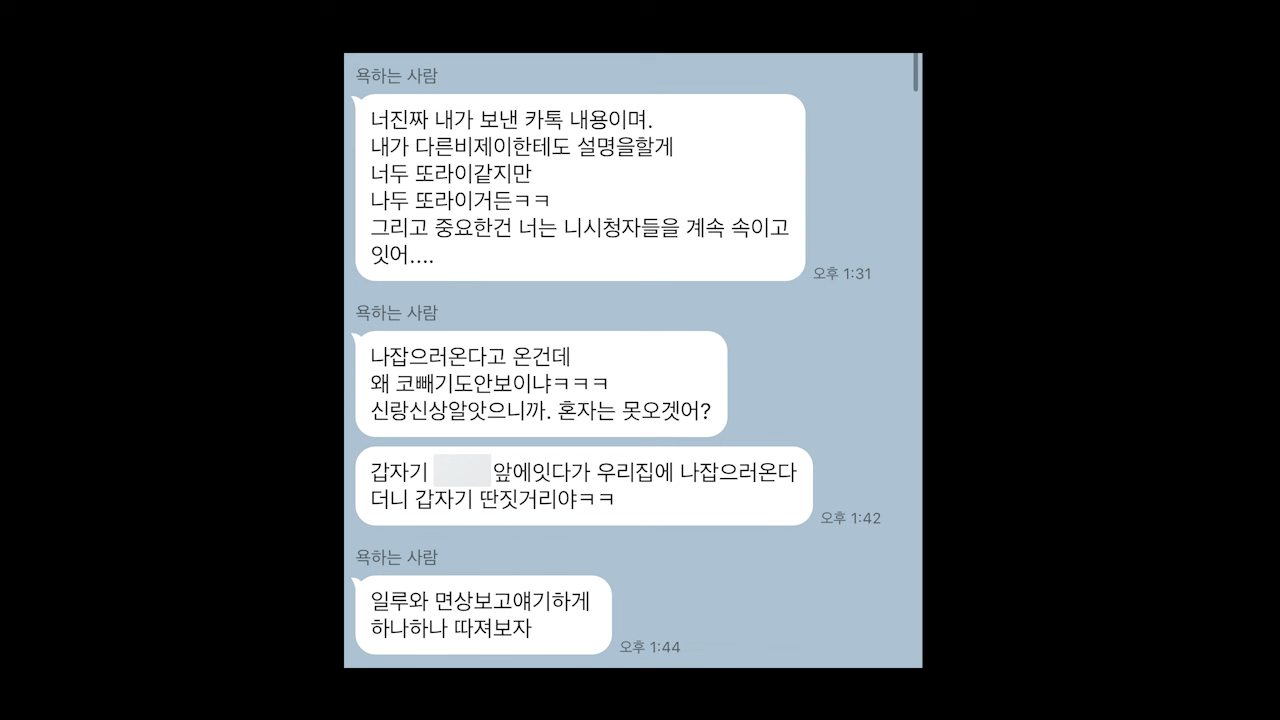 욕하는 사람
너진짜 내가 보낸 카톡 내용이며.
내가 다른비제이한테도 설명을할게
너두 또라이같지만
나두 또라이거든ㅋㅋ
그리고 중요한건 너는 니시청자들을 계속 속이고
잇어....
오후 1:31
욕하는 사람
나잡으러온다고 온건데
왜 코빼기도안보이냐ㅋㅋㅋ
신랑신상알앗으니까. 혼자는 못오겟어?
갑자기 앞에잇다가 우리집에 나잡으러온다
더니 갑자기 딴짓거리야ㅋㅋ
오후 1:42
욕하는 사람
일루와 면상보고얘기하게
하나하나 따져보자
오후 1:44